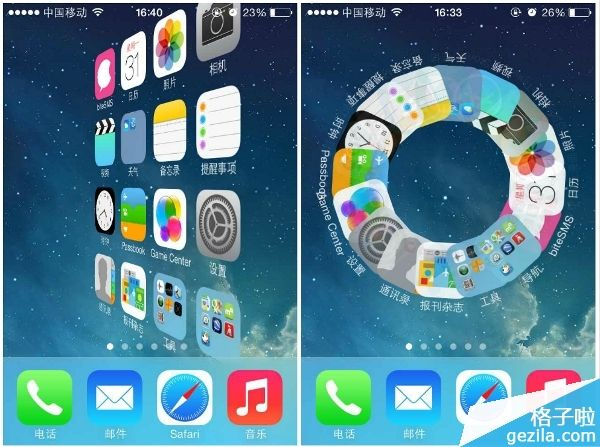 中国移动 16:40 23%
biteSMS 日历 照片 相机
视频 天气 备忘录 提醒事项
时钟 Passbook Game Center 设置
通讯录 报刊杂志 工具
电话 邮件 Safari 音乐
中国移动 16:33 26%
天气 视频 相机 照片 日历 biteSMS 导航 工具 报刊杂志 通讯录 设置 Game Center Passbook 时钟 提醒事项 备忘录
星期一
31
电话 邮件
格子啦
gezila.com